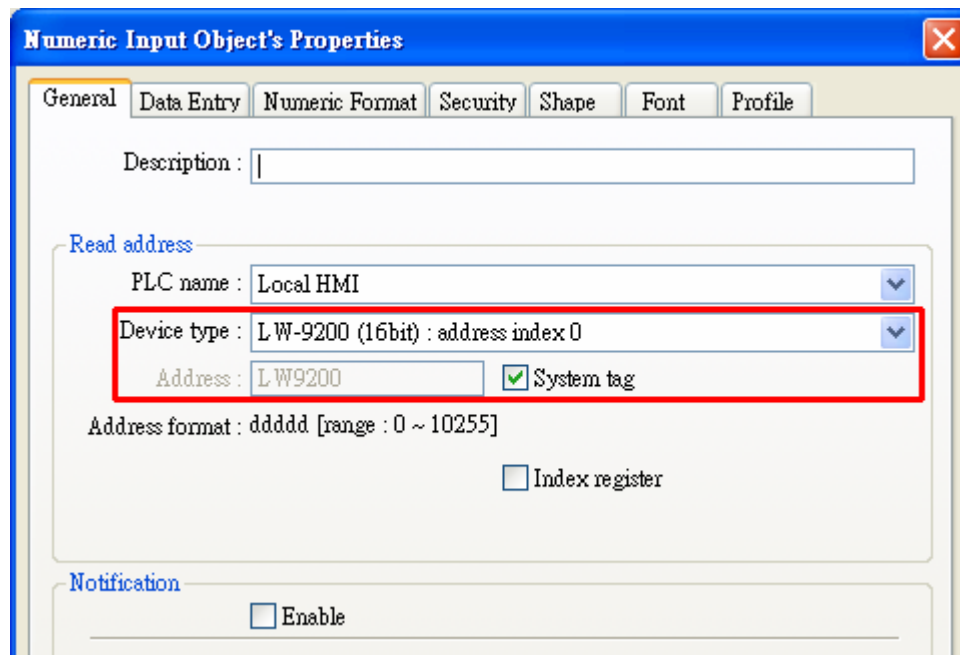 Numeric Input Object's Properties
General Data Entry Numeric Format Security Shape Font Profile
Description :
Read address
PLC name : Local HMI
Device type : LW-9200 (16bit) : address index 0
Address : LW9200 System tag
Address format : ddddd [range : 0 ~ 10255]
Index register
Notification
Enable